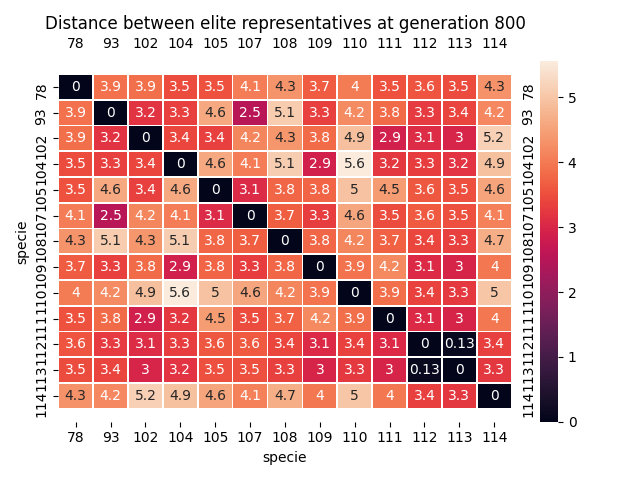 Distance between elite representatives at generation 800
78 93 102 104 105 107 108 109 110 111 112 113 114
78 0 3.9 3.9 3.5 3.5 4.1 4.3 3.7 4 3.5 3.6 3.5 4.3 78
93 3.9 0 3.2 3.3 4.6 2.5 5.1 3.3 4.2 3.8 3.3 3.4 4.2 93
102 3.9 3.2 0 3.4 3.4 4.2 4.3 3.8 4.9 2.9 3.1 3 5.2 102
104 3.5 3.3 3.4 0 4.6 4.1 5.1 2.9 5.6 3.2 3.3 3.2 4.9 104
105 3.5 4.6 3.4 4.6 0 3.1 3.8 3.8 5 4.5 3.6 3.5 4.6 105
107 4.1 2.5 4.2 4.1 3.1 0 3.7 3.3 4.6 3.5 3.6 3.5 4.1 107
108 4.3 5.1 4.3 5.1 3.8 3.7 0 3.8 4.2 3.7 3.4 3.3 4.7 108
109 3.7 3.3 3.8 2.9 3.8 3.3 3.8 0 3.9 4.2 3.1 3 4 109
110 4 4.2 4.9 5.6 5 4.6 4.2 3.9 0 3.9 3.4 3.3 5 110
111 3.5 3.8 2.9 3.2 4.5 3.5 3.7 4.2 3.9 0 3.1 3 4 111
112 3.6 3.3 3.1 3.3 3.6 3.6 3.4 3.1 3.4 3.1 0 0.13 3.4 112
113 3.5 3.4 3 3.2 3.5 3.5 3.3 3 3.3 3 0.13 0 3.3 113
114 4.3 4.2 5.2 4.9 4.6 4.1 4.7 4 5 4 3.4 3.3 0 114
78 93 102 104 105 107 108 109 110 111 112 113 114
specie
specie
5
4
3
2
1
0